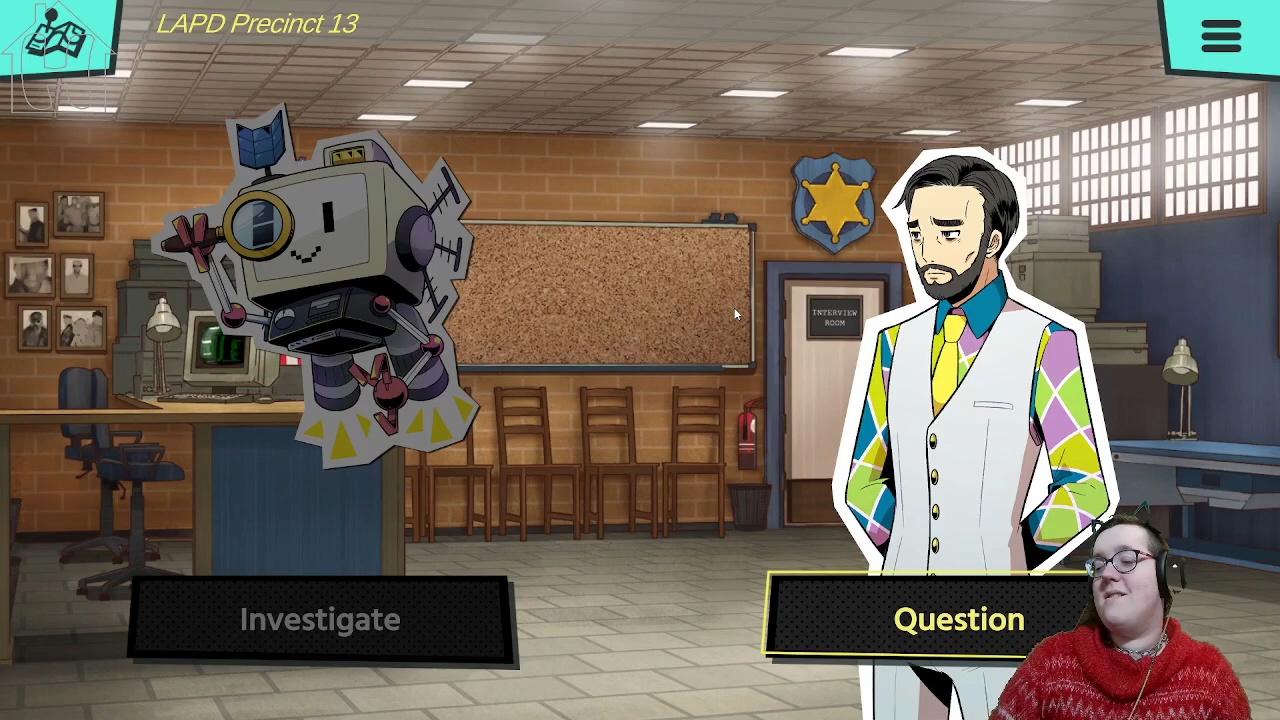 LAPD Precinct 13
INTERVIEW
ROOM
Investigate
Question